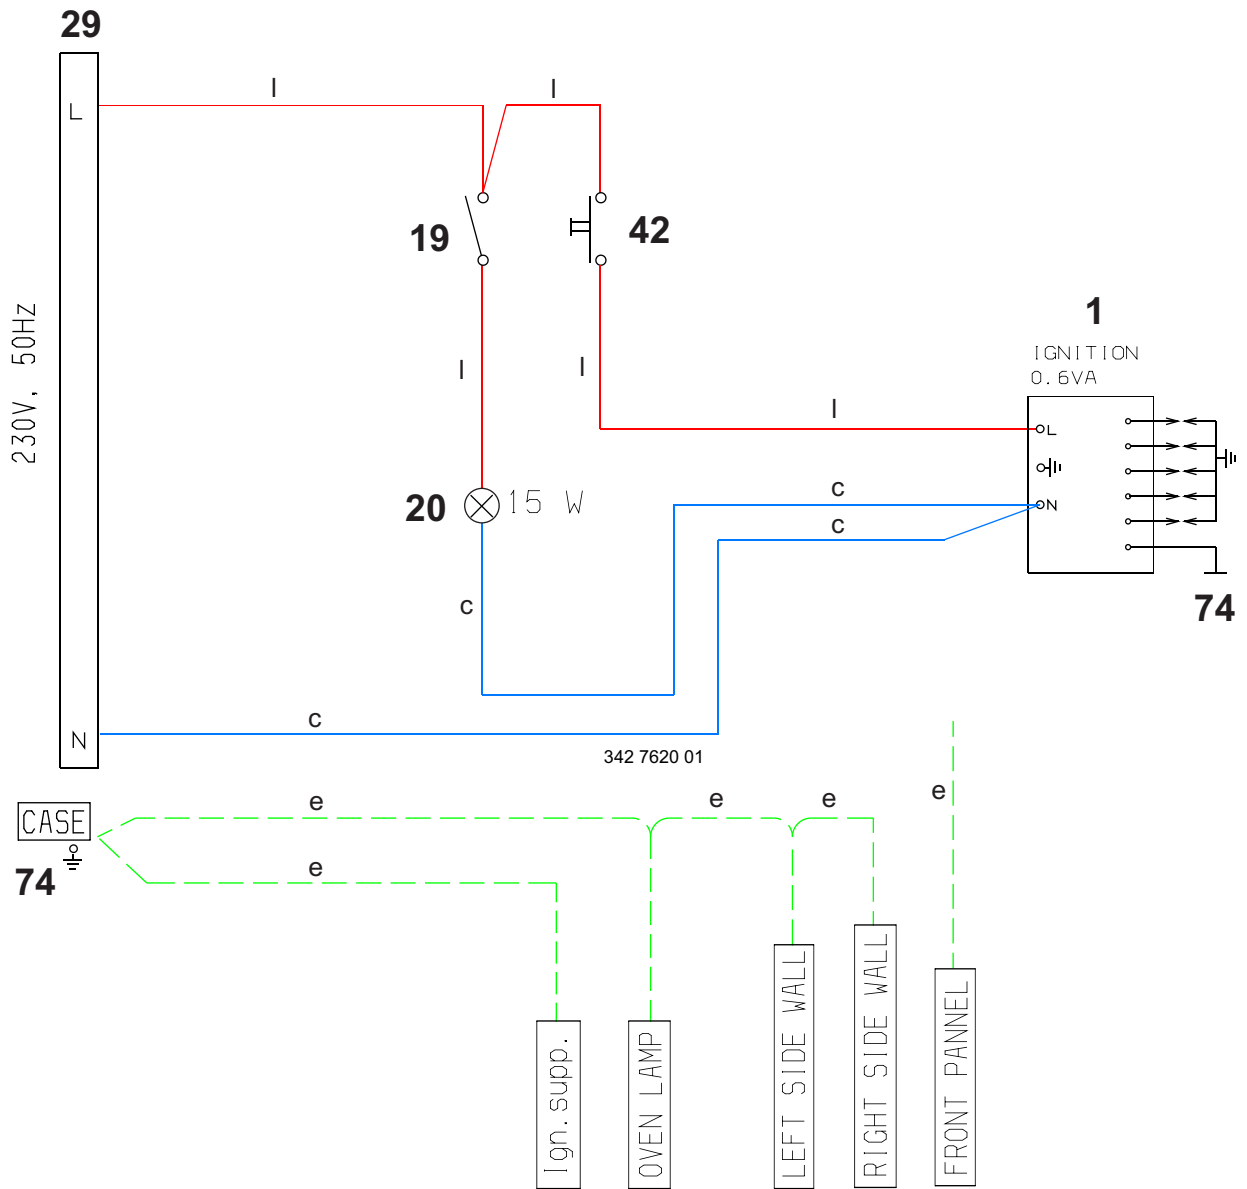 29
L
l
l
19
42
230V, 50HZ
l
l
1
IGNITION
0.6VA
l
L
20
15 W
c
N
c
c
74
c
N
342 7620 01
CASE
e
e
e
e
74
e
Ign.supp.
OVEN LAMP
LEFT SIDE WALL
RIGHT SIDE WALL
FRONT PANNEL